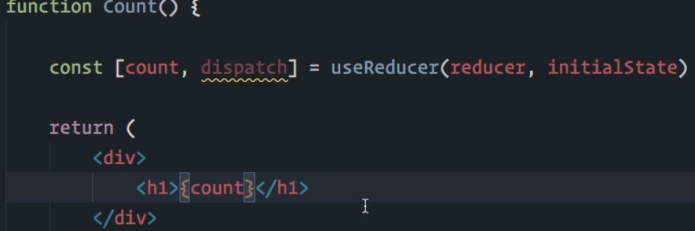 function Count() {
const [count, dispatch] = useReducer(reducer, initialState)
return (
<div>
<h1>{count}</h1>
</div>